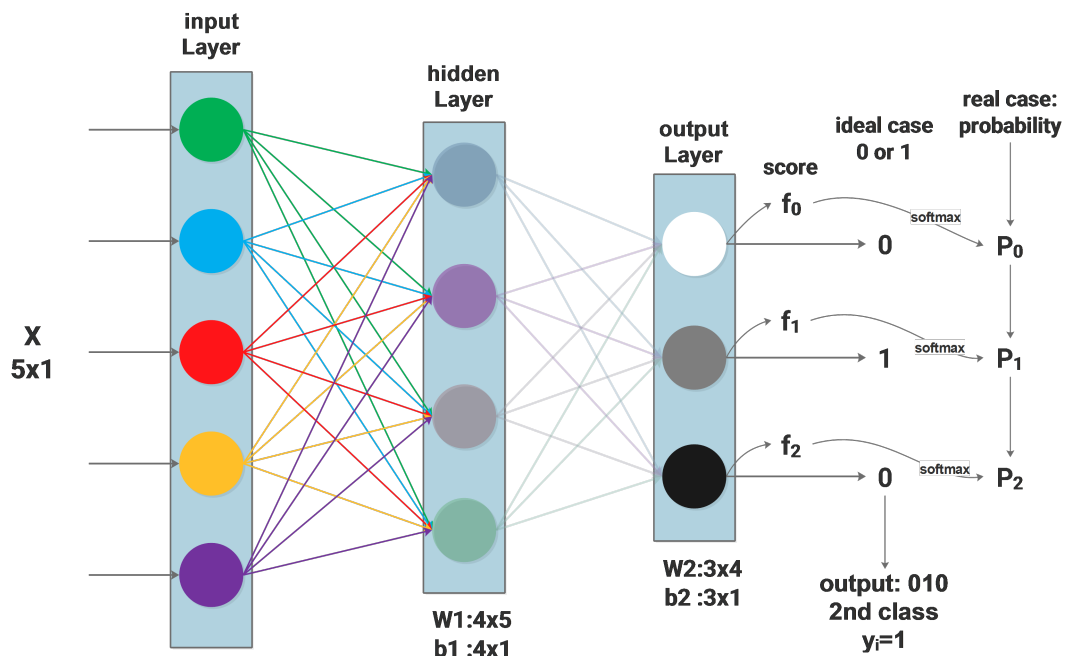 input
Layer
hidden
Layer
output
Layer
score
ideal case
0 or 1
real case:
probability
X
5x1
f0
softmax
0
P0
f1
softmax
1
P1
f2
softmax
0
P2
W1:4x5
b1 :4x1
W2:3x4
b2 :3x1
output: 010
2nd class
yi=1